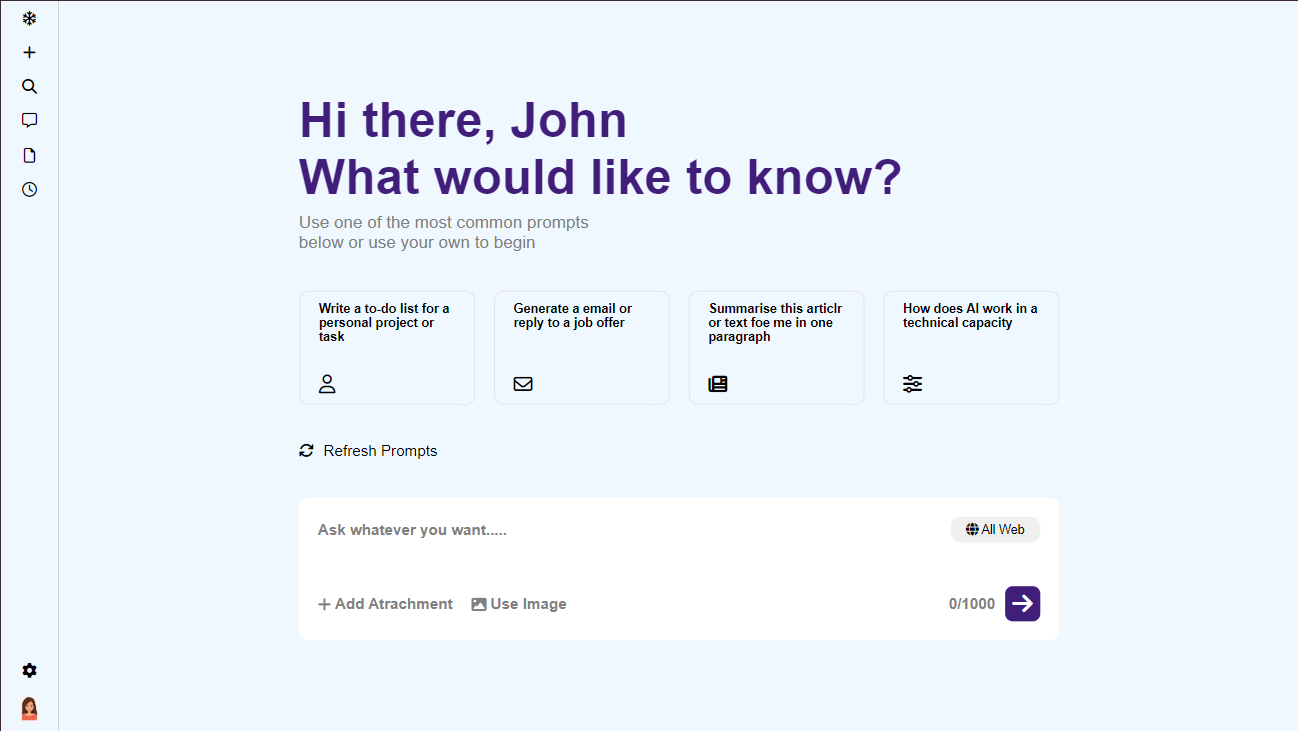 Hi there, John
What would like to know?
Use one of the most common prompts
below or use your own to begin
Write a to-do list for a
personal project or
task
Generate a email or
reply to a job offer
Summarise this articlr
or text foe me in one
paragraph
How does AI work in a
technical capacity
Refresh Prompts
Ask whatever you want.....
All Web
Add Atrachment
Use Image
0/1000